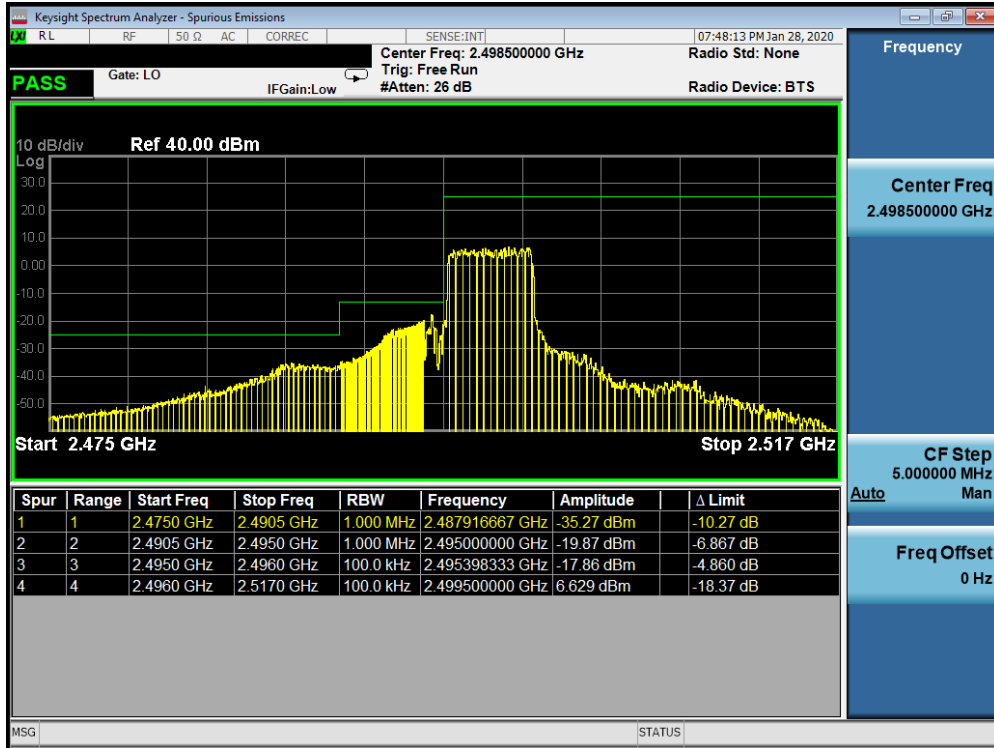 Keysight Spectrum Analyzer - Spurious Emissions
LXI RL RF 50 Ω AC CORREC SENSE:INT 07:48:13 PM Jan 28, 2020
Center Freq: 2.498500000 GHz Radio Std: None
PASS Gate: LO Trig: Free Run
IFGain:Low #Atten: 26 dB Radio Device: BTS
10 dB/div Ref 40.00 dBm
Log
30.0
20.0
10.0
0.00
-10.0
-20.0
-30.0
-40.0
-50.0
Start 2.475 GHz Stop 2.517 GHz
Spur Range Start Freq Stop Freq RBW Frequency Amplitude Δ Limit
1 1 2.4750 GHz 2.4905 GHz 1.000 MHz 2.487916667 GHz -35.27 dBm -10.27 dB
2 2 2.4905 GHz 2.4950 GHz 1.000 MHz 2.495000000 GHz -19.87 dBm -6.867 dB
3 3 2.4950 GHz 2.4960 GHz 100.0 kHz 2.495398333 GHz -17.86 dBm -4.860 dB
4 4 2.4960 GHz 2.5170 GHz 100.0 kHz 2.499500000 GHz 6.629 dBm -18.37 dB
MSG STATUS
Frequency
Center Freq
2.498500000 GHz
CF Step
5.000000 MHz
Auto Man
Freq Offset
0 Hz